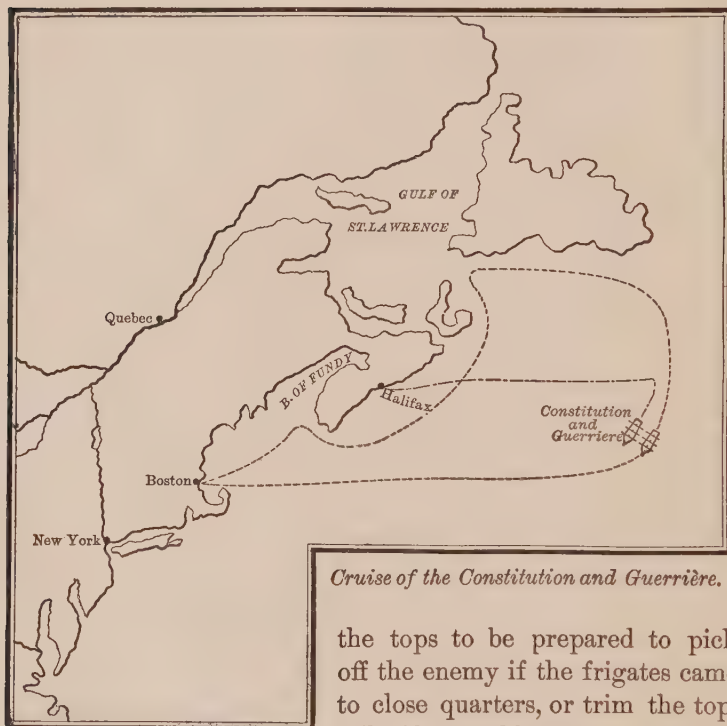 GULF OF
ST. LAWRENCE
Quebec
B. OF FUNDY
Halifax
Constitution
and
Guerriere
Boston
New York
Cruise of the Constitution and Guerrière.
the tops to be prepared to pick
off the enemy if the frigates came
to close quarters, or trim the top